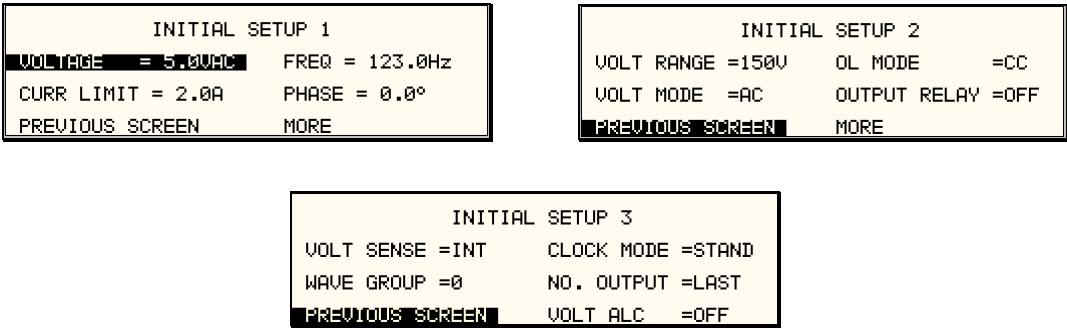 INITIAL SETUP 1
VOLTAGE = 5.0VAC FREQ = 123.0Hz
CURR LIMIT = 2.0A PHASE = 0.0°
PREVIOUS SCREEN MORE
INITIAL SETUP 2
VOLT RANGE =150V OL MODE =CC
VOLT MODE =AC OUTPUT RELAY =OFF
PREVIOUS SCREEN MORE
INITIAL SETUP 3
VOLT SENSE =INT CLOCK MODE =STAND
WAVE GROUP =0 NO. OUTPUT =LAST
PREVIOUS SCREEN VOLT ALC =OFF